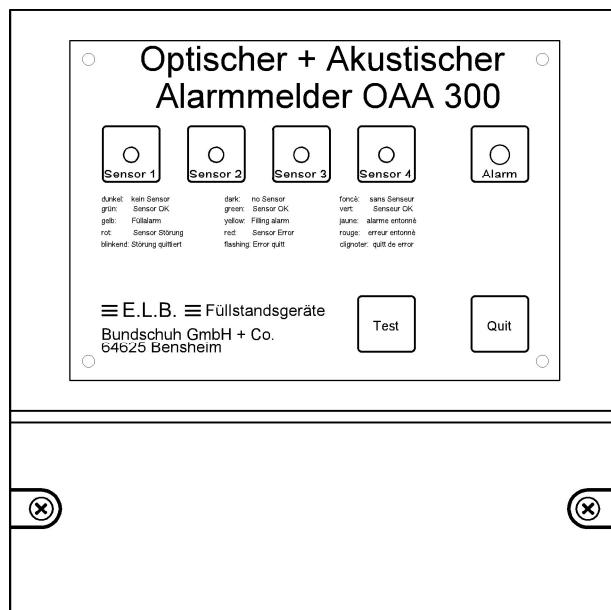 Optischer + Akustischer
Alarmmelder OAA 300
Sensor 1 Sensor 2 Sensor 3 Sensor 4 Alarm
dunkel: kein Sensor dark: no Sensor foncè: sans Senseur
grün: Sensor OK green: Sensor OK vert: Senseur OK
gelb: Füllalarm yellow: Filling alarm jaune: alarme entonnè
rot: Sensor Störung red: Sensor Error rouge: erreur entonnè
blinkend: Störung quittiert flashing: Error quitt clignoter: quitt de error
E.L.B. Füllstandsgeräte
Bundschuh GmbH + Co.
64625 Bensheim
Test Quit